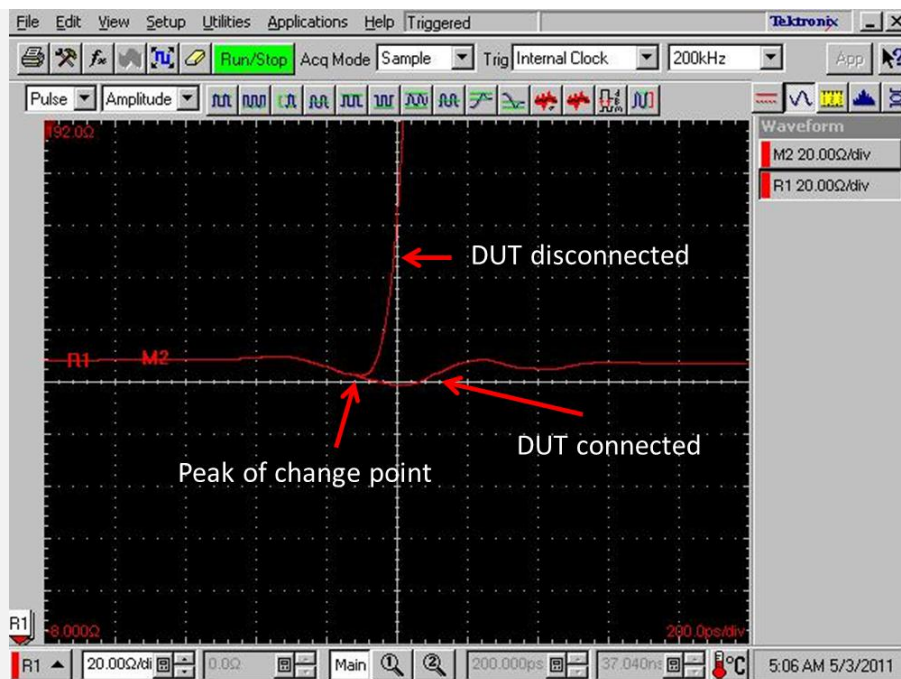 File Edit View Setup Utilities Applications Help Triggered Tektronix
Run/Stop Acq Mode Sample Trig Internal Clock 200kHz App
Pulse Amplitude
192.0Ω
Waveform
M2 20.00Ω/div
R1 20.00Ω/div
DUT disconnected
R1 M2
DUT connected
Peak of change point
R1
-8.000Ω 200.0ps/div
R1 20.00Ω/di 0.0Ω Main 1 2 200.000ps 37.040ns °C 5:06 AM 5/3/2011